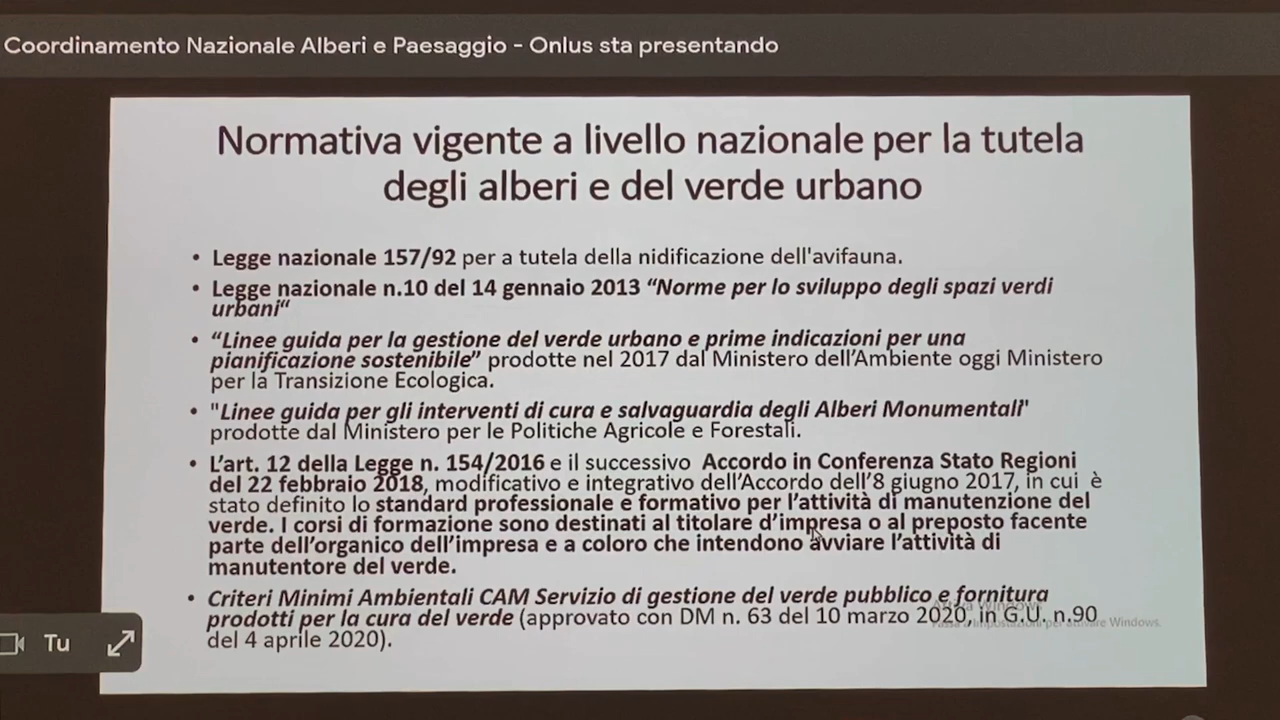 Coordinamento Nazionale Alberi e Paesaggio - Onlus sta presentando
Normativa vigente a livello nazionale per la tutela
degli alberi e del verde urbano
• Legge nazionale 157/92 per a tutela della nidificazione dell'avifauna.
• Legge nazionale n.10 del 14 gennaio 2013 “Norme per lo sviluppo degli spazi verdi
urbani“
• “Linee guida per la gestione del verde urbano e prime indicazioni per una
pianificazione sostenibile” prodotte nel 2017 dal Ministero dell’Ambiente oggi Ministero
per la Transizione Ecologica.
• "Linee guida per gli interventi di cura e salvaguardia degli Alberi Monumentali'
prodotte dal Ministero per le Politiche Agricole e Forestali.
• L’art. 12 della Legge n. 154/2016 e il successivo Accordo in Conferenza Stato Regioni
del 22 febbraio 2018, modificativo e integrativo dell’Accordo dell’8 giugno 2017, in cui è
stato definito lo standard professionale e formativo per l’attività di manutenzione del
verde. I corsi di formazione sono destinati al titolare d’impresa o al preposto facente
parte dell’organico dell’impresa e a coloro che intendono avviare l’attività di
manutentore del verde.
• Criteri Minimi Ambientali CAM Servizio di gestione del verde pubblico e fornitura
prodotti per la cura del verde (approvato con DM n. 63 del 10 marzo 2020, in G.U. n.90
del 4 aprile 2020).
Windows
per attivare Windows.
Tu